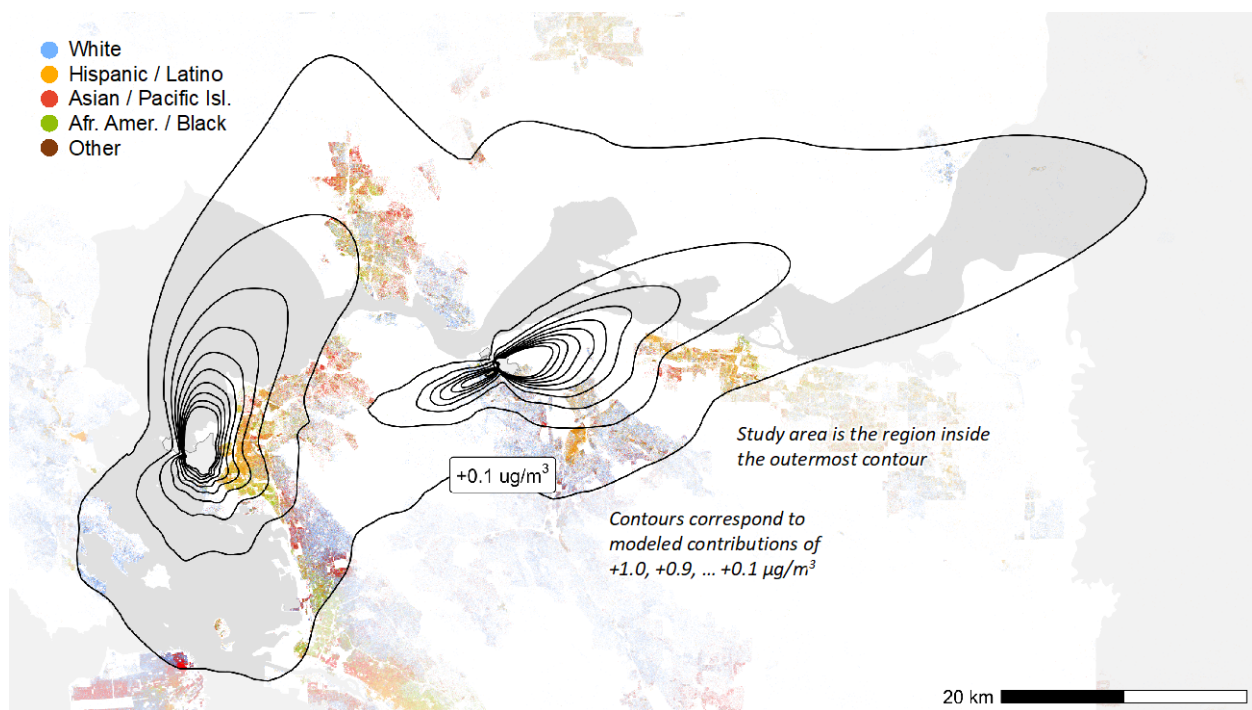 White
Hispanic / Latino
Asian / Pacific Isl.
Afr. Amer. / Black
Other
Study area is the region inside
the outermost contour
+0.1 ug/m³
Contours correspond to
modeled contributions of
+1.0, +0.9, ... +0.1 µg/m³
20 km